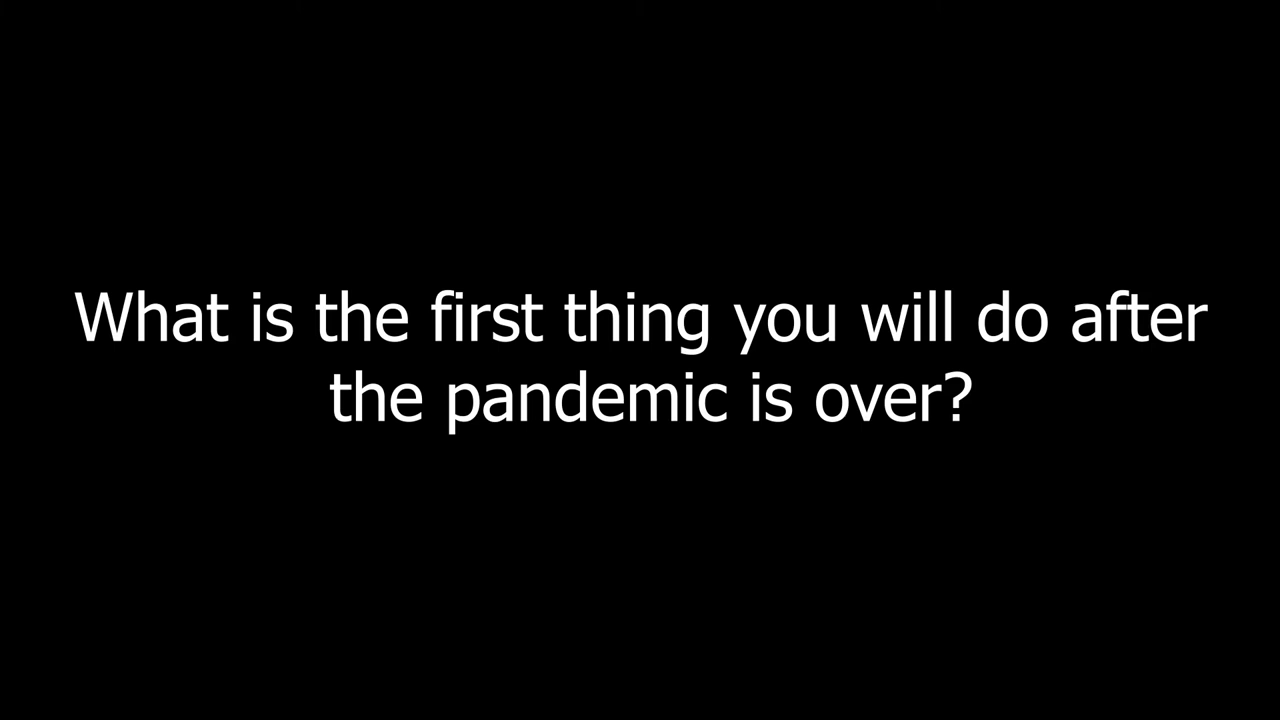 What is the first thing you will do after
the pandemic is over?